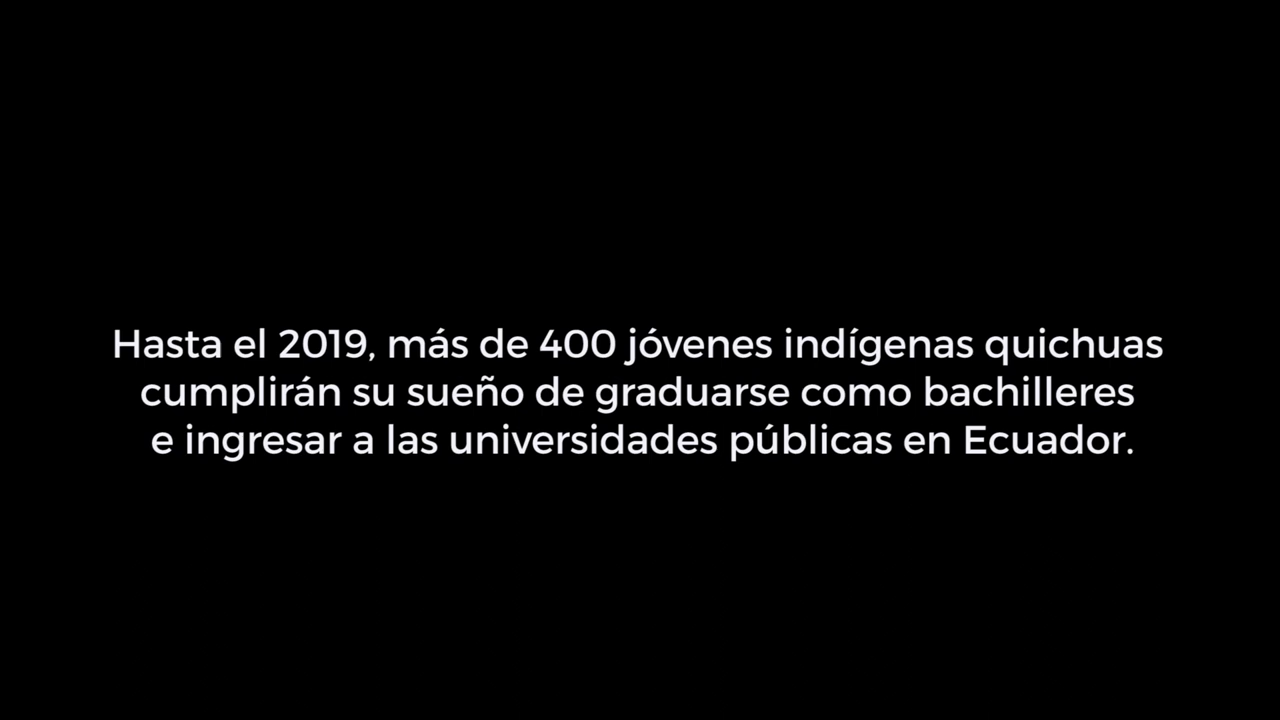 Hasta el 2019, más de 400 jóvenes indígenas quichuas
cumplirán su sueño de graduarse como bachilleres
e ingresar a las universidades públicas en Ecuador.